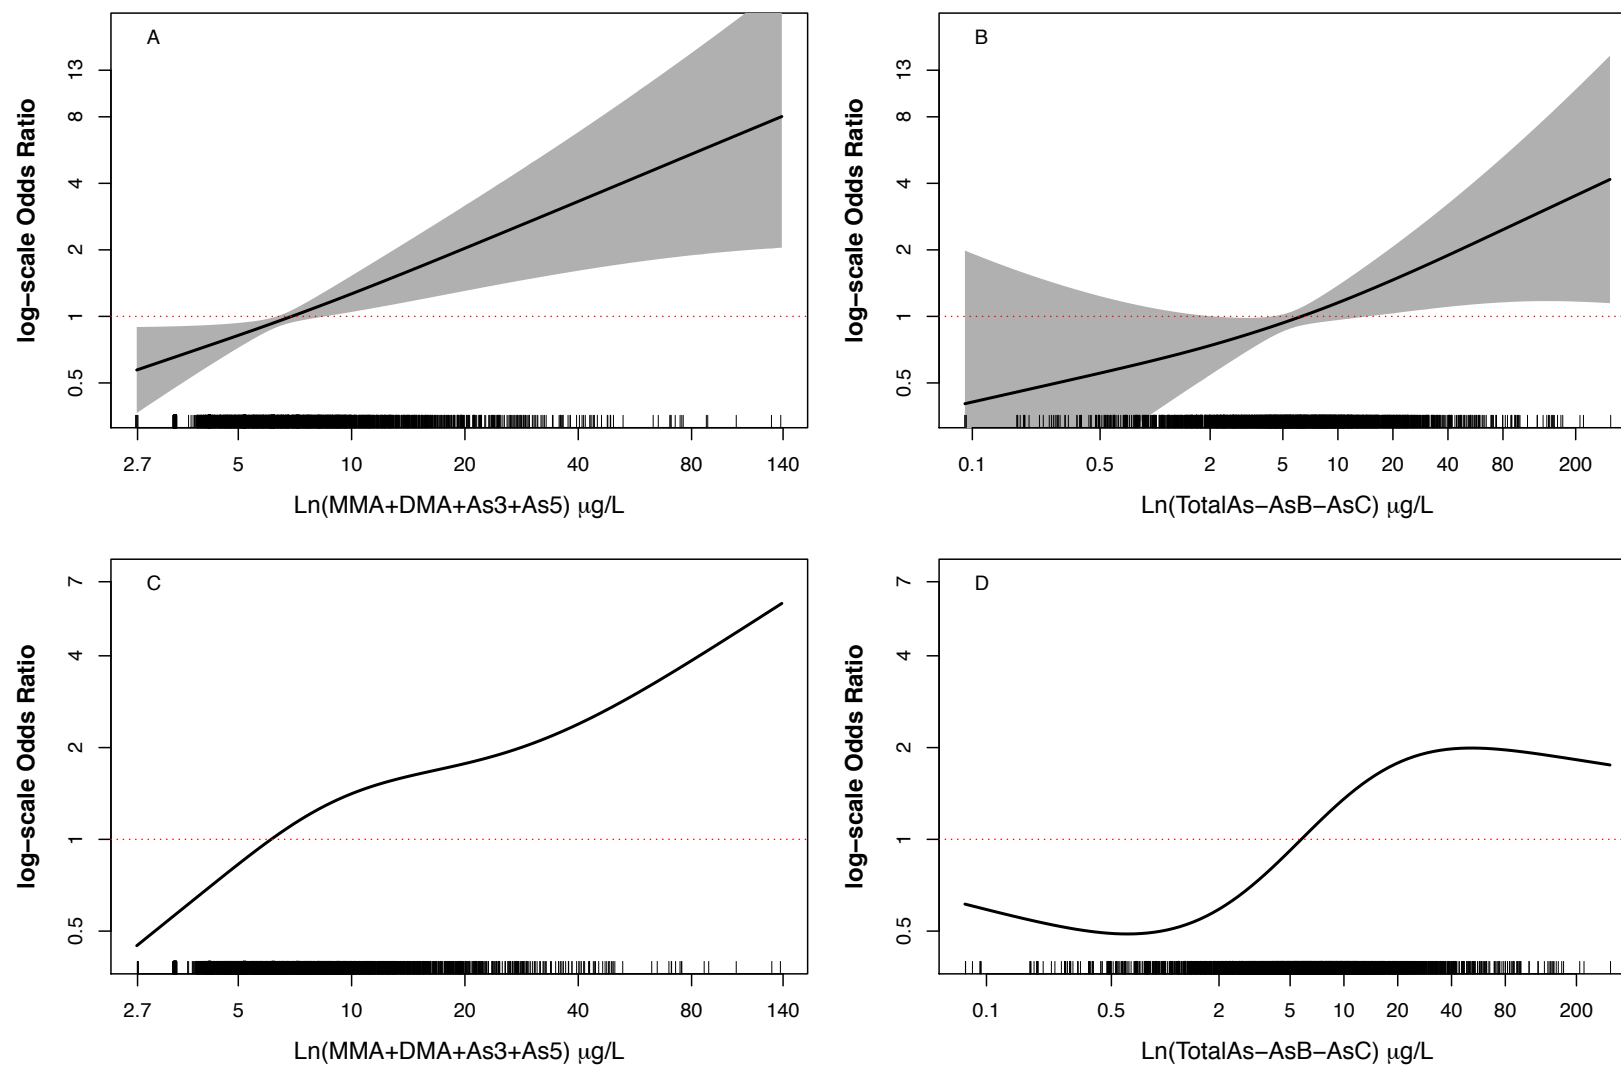 A
log−scale Odds Ratio
13
8
4
2
1
0.5
2.7 5 10 20 40 80 140
Ln(MMA+DMA+As3+As5) μg/L
B
log−scale Odds Ratio
13
8
4
2
1
0.5
0.1 0.5 2 5 10 20 40 80 200
Ln(TotalAs−AsB−AsC) μg/L
C
log−scale Odds Ratio
7
4
2
1
0.5
2.7 5 10 20 40 80 140
Ln(MMA+DMA+As3+As5) μg/L
D
log−scale Odds Ratio
7
4
2
1
0.5
0.1 0.5 2 5 10 20 40 80 200
Ln(TotalAs−AsB−AsC) μg/L